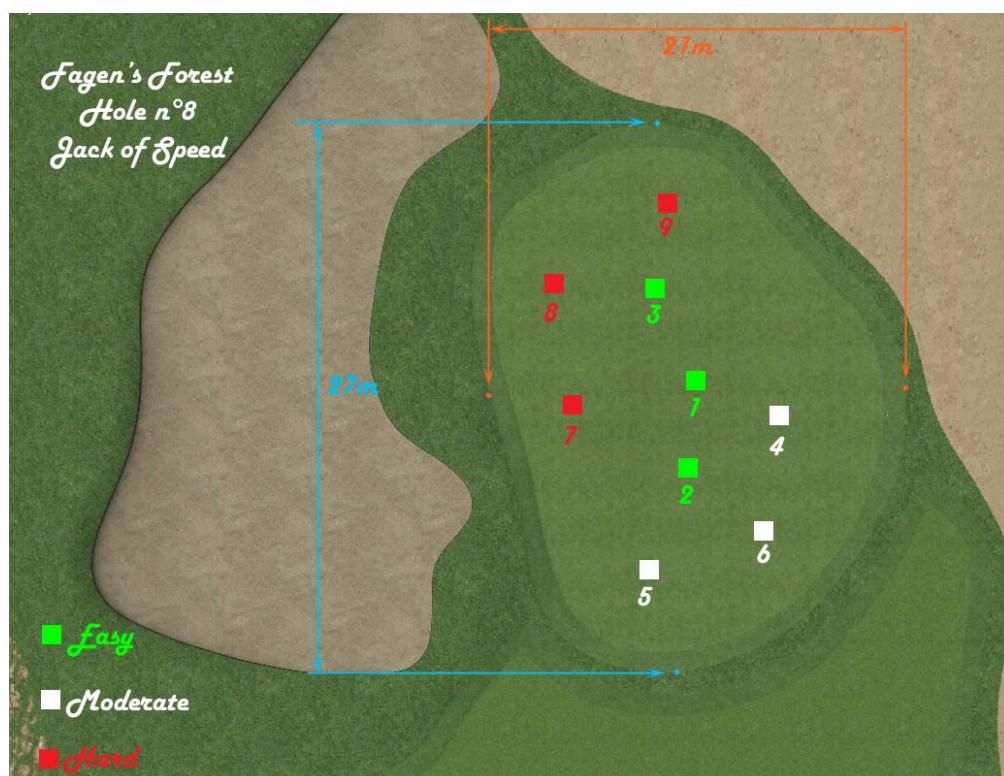 Fagen's Forest
Hole n°8
Jack of Speed
21m
9
8
3
27m
1
7
4
2
6
5
Easy
Moderate
Hard